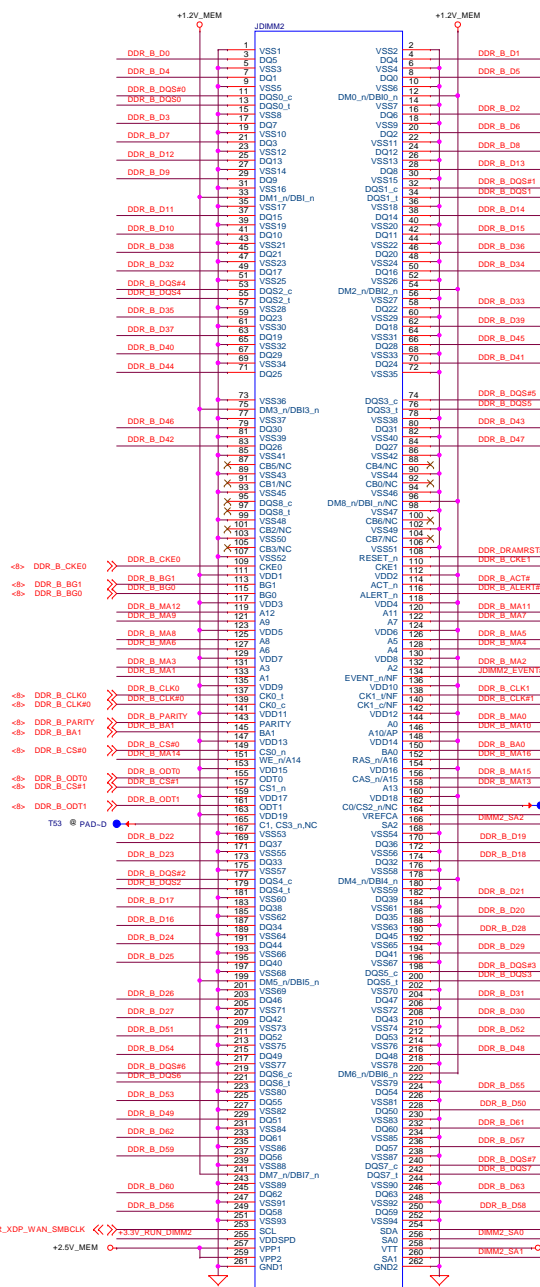 +1.2V_MEM +1.2V_MEM
JDIMM2
1 VSS1 VSS2 2
DDR_B_D0 3 DQ5 DQ4 4 DDR_B_D1
5 VSS3 VSS4 6
DDR_B_D4 7 DQ1 DQ0 8 DDR_B_D5
9 VSS5 VSS6 10
DDR_B_DQS#0 11 DQS0_c DM0_n/DBI0_n 12
DDR_B_DQS0 13 DQS0_t VSS7 14
15 VSS8 DQ6 16 DDR_B_D2
DDR_B_D3 17 DQ7 VSS9 18
19 VSS10 DQ2 20 DDR_B_D6
DDR_B_D7 21 DQ3 VSS11 22
23 VSS12 DQ12 24 DDR_B_D8
DDR_B_D12 25 DQ13 VSS13 26
27 VSS14 DQ8 28 DDR_B_D13
DDR_B_D9 29 DQ9 VSS15 30
31 VSS16 DQS1_c 32 DDR_B_DQS#1
33 DM1_n/DBI_n DQS1_t 34 DDR_B_DQS1
35 VSS17 VSS18 36
DDR_B_D11 37 DQ15 DQ14 38 DDR_B_D14
39 VSS19 VSS20 40
DDR_B_D10 41 DQ10 DQ11 42 DDR_B_D15
43 VSS21 VSS22 44
DDR_B_D38 45 DQ21 DQ20 46 DDR_B_D36
47 VSS23 VSS24 48
DDR_B_D32 49 DQ17 DQ16 50 DDR_B_D34
51 VSS25 VSS26 52
DDR_B_DQS#4 53 DQS2_c DM2_n/DBI2_n 54
DDR_B_DQS4 55 DQS2_t VSS27 56
57 VSS28 DQ22 58 DDR_B_D33
DDR_B_D35 59 DQ23 VSS29 60
61 VSS30 DQ18 62 DDR_B_D39
DDR_B_D37 63 DQ19 VSS31 64
65 VSS32 DQ28 66 DDR_B_D45
DDR_B_D40 67 DQ29 VSS33 68
69 VSS34 DQ24 70 DDR_B_D41
DDR_B_D44 71 DQ25 VSS35 72
73 VSS36 DQS3_c 74 DDR_B_DQS#5
75 DM3_n/DBI3_n DQS3_t 76 DDR_B_DQS5
77 VSS37 VSS38 78
DDR_B_D46 79 DQ30 DQ31 80 DDR_B_D43
81 VSS39 VSS40 82
DDR_B_D42 83 DQ26 DQ27 84 DDR_B_D47
85 VSS41 VSS42 86
87 CB5/NC CB4/NC 88
89 VSS43 VSS44 90
91 CB1/NC CB0/NC 92
93 VSS45 VSS46 94
95 DQS8_c DM8_n/DBI_n/NC 96
97 DQS8_t VSS47 98
99 VSS48 CB6/NC 100
101 CB2/NC VSS49 102
103 VSS50 CB7/NC 104
105 CB3/NC VSS51 106
107 VSS52 RESET_n 108 DDR_DRAMRST
<8> DDR_B_CKE0 DDR_B_CKE0 109 CKE0 CKE1 110 DDR_B_CKE1
111 VDD1 VDD2 112
<8> DDR_B_BG1 DDR_B_BG1 113 BG1 ACT_n 114 DDR_B_ACT#
<8> DDR_B_BG0 DDR_B_BG0 115 BG0 ALERT_n 116 DDR_B_ALERT#
117 VDD3 VDD4 118
DDR_B_MA12 119 A12 A11 120 DDR_B_MA11
DDR_B_MA9 121 A9 A7 122 DDR_B_MA7
123 VDD5 VDD6 124
DDR_B_MA8 125 A8 A5 126 DDR_B_MA5
DDR_B_MA6 127 A6 A4 128 DDR_B_MA4
129 VDD7 VDD8 130
DDR_B_MA3 131 A3 A2 132 DDR_B_MA2
DDR_B_MA1 133 A1 EVENT_n/NF 134 JDIMM2_EVENT#
135 VDD9 VDD10 136
<8> DDR_B_CLK0 DDR_B_CLK0 137 CK0_t CK1_t/NF 138 DDR_B_CLK1
<8> DDR_B_CLK#0 DDR_B_CLK#0 139 CK0_c CK1_c/NF 140 DDR_B_CLK#1
141 VDD11 VDD12 142
<8> DDR_B_PARITY DDR_B_PARITY 143 PARITY A0 144 DDR_B_MA0
<8> DDR_B_BA1 DDR_B_BA1 145 BA1 A10/AP 146 DDR_B_MA10
147 VDD13 VDD14 148
<8> DDR_B_CS#0 DDR_B_CS#0 149 CS0_n BA0 150 DDR_B_BA0
DDR_B_MA14 151 WE_n/A14 RAS_n/A16 152 DDR_B_MA16
153 VDD15 VDD16 154
<8> DDR_B_ODT0 DDR_B_ODT0 155 ODT0 CAS_n/A15 156 DDR_B_MA15
<8> DDR_B_CS#1 DDR_B_CS#1 157 CS1_n A13 158 DDR_B_MA13
159 VDD17 VDD18 160
<8> DDR_B_ODT1 DDR_B_ODT1 161 ODT1 C0/CS2_n/NC 162
163 VDD19 VREFCA 164
T53 @ PAD~D 165 C1, CS3_n,NC SA2 166 DIMM2_SA2
167 VSS53 VSS54 168
DDR_B_D22 169 DQ37 DQ36 170 DDR_B_D19
171 VSS55 VSS56 172
DDR_B_D23 173 DQ33 DQ32 174 DDR_B_D18
175 VSS57 VSS58 176
DDR_B_DQS#2 177 DQS4_c DM4_n/DBI4_n 178
DDR_B_DQS2 179 DQS4_t VSS59 180
181 VSS60 DQ39 182 DDR_B_D21
DDR_B_D17 183 DQ38 VSS61 184
185 VSS62 DQ35 186 DDR_B_D20
DDR_B_D16 187 DQ34 VSS63 188
189 VSS64 DQ45 190 DDR_B_D28
DDR_B_D24 191 DQ44 VSS65 192
193 VSS66 DQ41 194 DDR_B_D29
DDR_B_D25 195 DQ40 VSS67 196
197 VSS68 DQS5_c 198 DDR_B_DQS#3
199 DM5_n/DBI5_n DQS5_t 200 DDR_B_DQS3
201 VSS69 VSS70 202
DDR_B_D26 203 DQ46 DQ47 204 DDR_B_D31
205 VSS71 VSS72 206
DDR_B_D27 207 DQ42 DQ43 208 DDR_B_D30
209 VSS73 VSS74 210
DDR_B_D51 211 DQ52 DQ53 212 DDR_B_D52
213 VSS75 VSS76 214
DDR_B_D54 215 DQ49 DQ48 216 DDR_B_D48
217 VSS77 VSS78 218
DDR_B_DQS#6 219 DQS6_c DM6_n/DBI6_n 220
DDR_B_DQS6 221 DQS6_t VSS79 222
223 VSS80 DQ54 224 DDR_B_D55
DDR_B_D53 225 DQ55 VSS81 226
227 VSS82 DQ50 228 DDR_B_D50
DDR_B_D49 229 DQ51 VSS83 230
231 VSS84 DQ60 232 DDR_B_D61
DDR_B_D62 233 DQ61 VSS85 234
235 VSS86 DQ57 236 DDR_B_D57
DDR_B_D59 237 DQ56 VSS87 238
239 VSS88 DQS7_c 240 DDR_B_DQS#7
241 DM7_n/DBI7_n DQS7_t 242 DDR_B_DQS7
243 VSS89 VSS90 244
DDR_B_D60 245 DQ62 DQ63 246 DDR_B_D63
247 VSS91 VSS92 248
DDR_B_D56 249 DQ58 DQ59 250 DDR_B_D58
251 VSS93 VSS94 252
_XDP_WAN_SMBCLK 253 SCL SDA 254
+3.3V_RUN_DIMM2 255 VDDSPD SA0 256 DIMM2_SA0
+2.5V_MEM 257 VPP1 VTT 258
259 VPP2 SA1 260 DIMM2_SA1
261 GND1 GND2 262